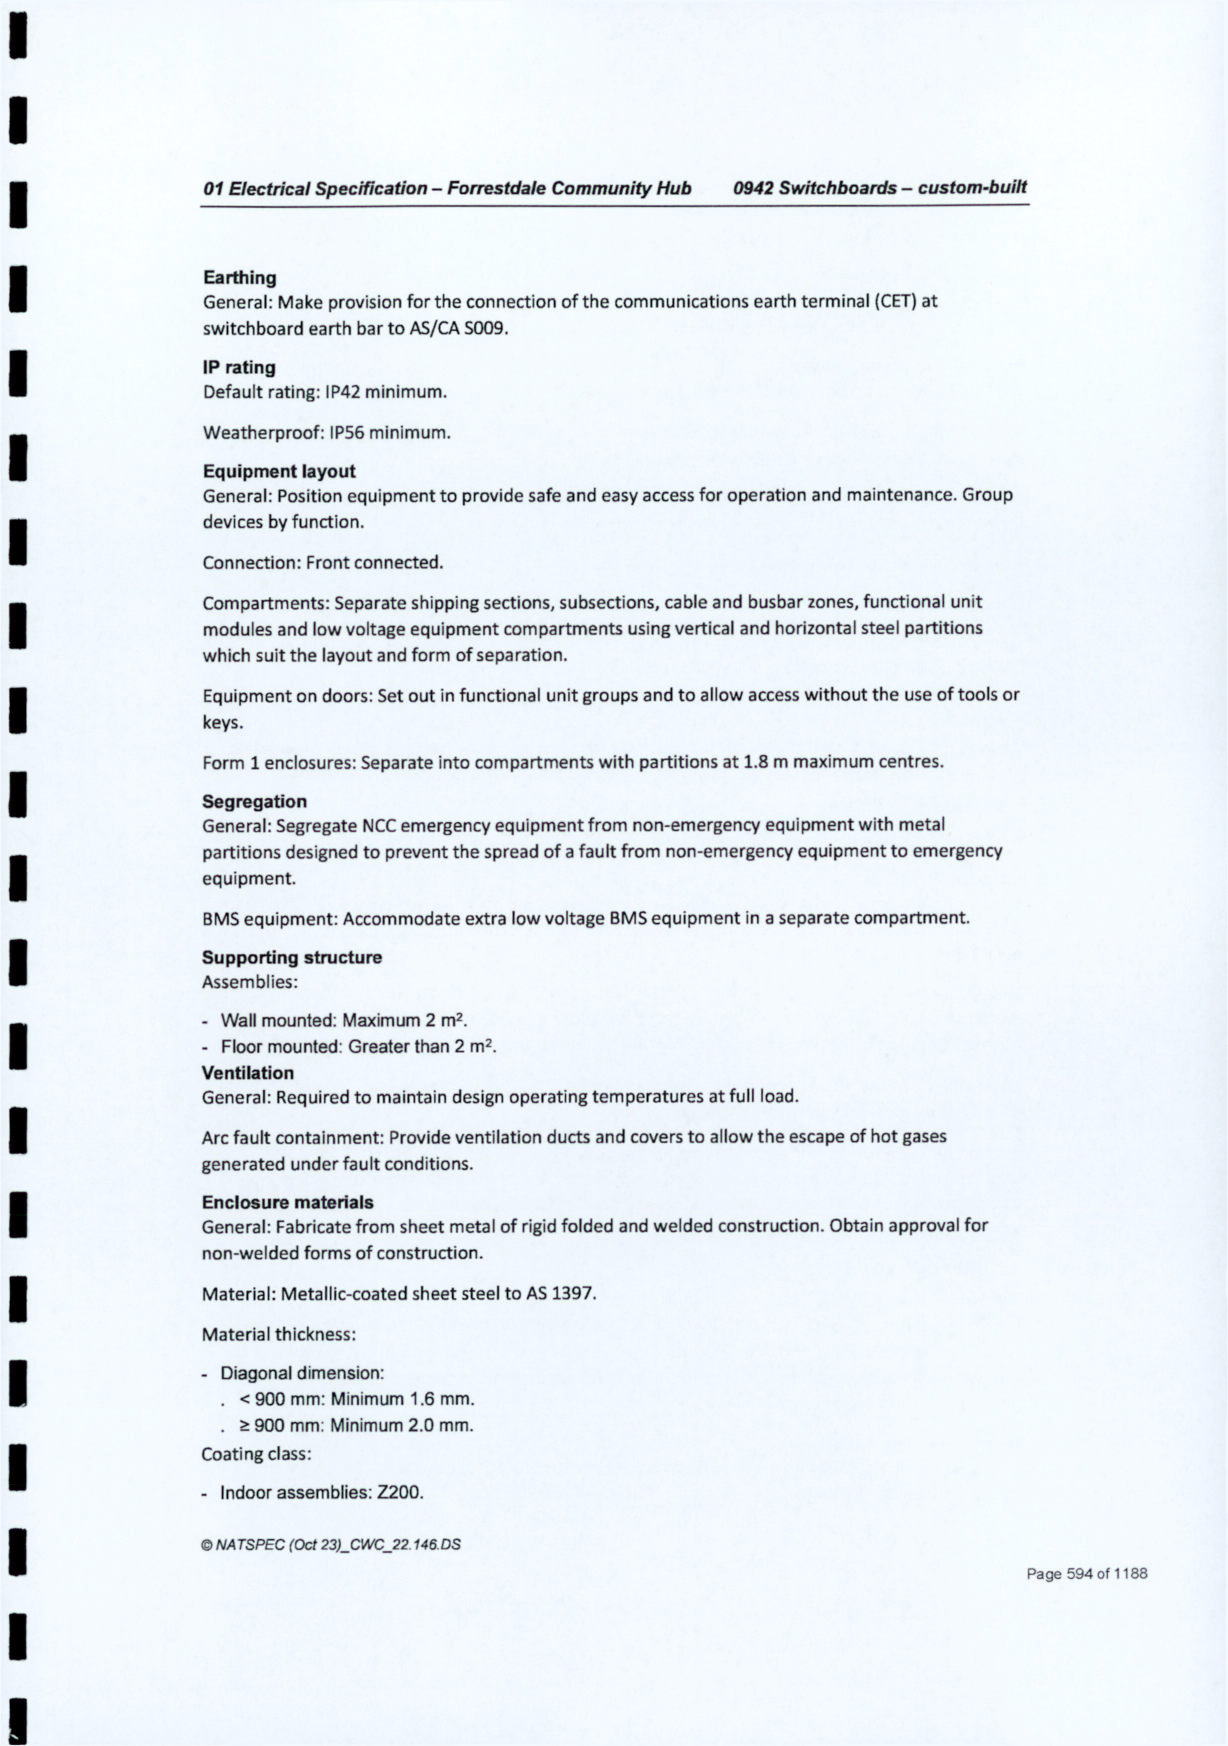 01 Electrical Specification – Forrestdale Community Hub 0942 Switchboards – custom-built
Earthing
General: Make provision for the connection of the communications earth terminal (CET) at
switchboard earth bar to AS/CA S009.
IP rating
Default rating: IP42 minimum.
Weatherproof: IP56 minimum.
Equipment layout
General: Position equipment to provide safe and easy access for operation and maintenance. Group
devices by function.
Connection: Front connected.
Compartments: Separate shipping sections, subsections, cable and busbar zones, functional unit
modules and low voltage equipment compartments using vertical and horizontal steel partitions
which suit the layout and form of separation.
Equipment on doors: Set out in functional unit groups and to allow access without the use of tools or
keys.
Form 1 enclosures: Separate into compartments with partitions at 1.8 m maximum centres.
Segregation
General: Segregate NCC emergency equipment from non-emergency equipment with metal
partitions designed to prevent the spread of a fault from non-emergency equipment to emergency
equipment.
BMS equipment: Accommodate extra low voltage BMS equipment in a separate compartment.
Supporting structure
Assemblies:
- Wall mounted: Maximum 2 m².
- Floor mounted: Greater than 2 m².
Ventilation
General: Required to maintain design operating temperatures at full load.
Arc fault containment: Provide ventilation ducts and covers to allow the escape of hot gases
generated under fault conditions.
Enclosure materials
General: Fabricate from sheet metal of rigid folded and welded construction. Obtain approval for
non-welded forms of construction.
Material: Metallic-coated sheet steel to AS 1397.
Material thickness:
- Diagonal dimension:
. < 900 mm: Minimum 1.6 mm.
. ≥ 900 mm: Minimum 2.0 mm.
Coating class:
- Indoor assemblies: Z200.
© NATSPEC (Oct 23)_CWC_22.146.DS
Page 594 of 1188